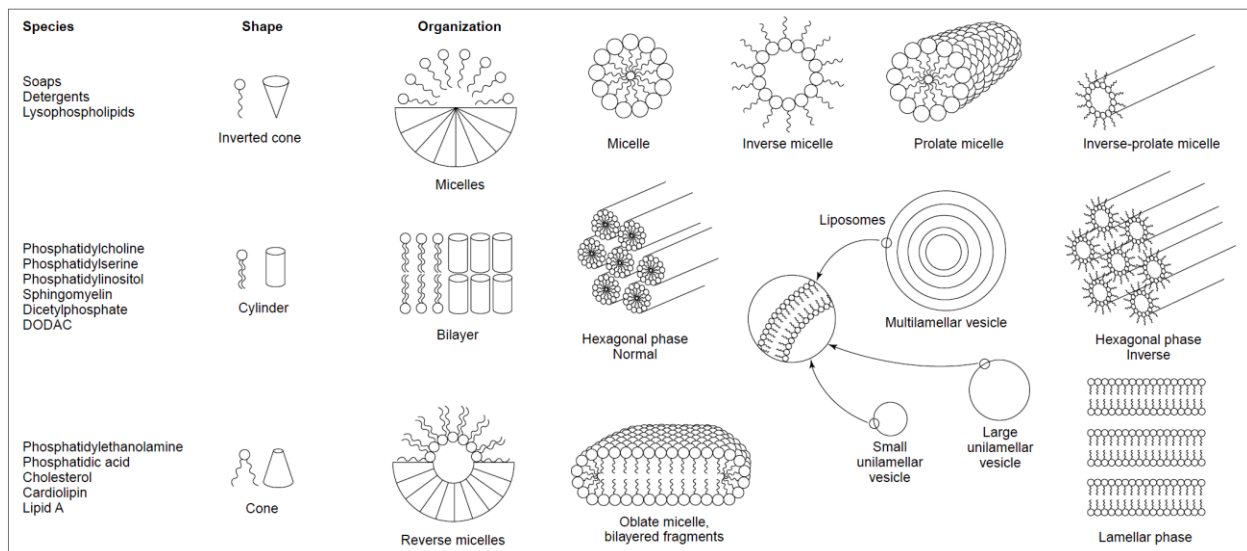 Species
Shape
Organization
Soaps
Detergents
Lysophospholipids
Inverted cone
Micelles
Micelle
Inverse micelle
Prolate micelle
Inverse-prolate micelle
Phosphatidylcholine
Phosphatidylserine
Phosphatidylinositol
Sphingomyelin
Dicetylphosphate
DODAC
Cylinder
Bilayer
Hexagonal phase
Normal
Liposomes
Multilamellar vesicle
Hexagonal phase
Inverse
Small
unilamellar
vesicle
Large
unilamellar
vesicle
Phosphatidylethanolamine
Phosphatidic acid
Cholesterol
Cardiolipin
Lipid A
Cone
Reverse micelles
Oblate micelle,
bilayered fragments
Lamellar phase